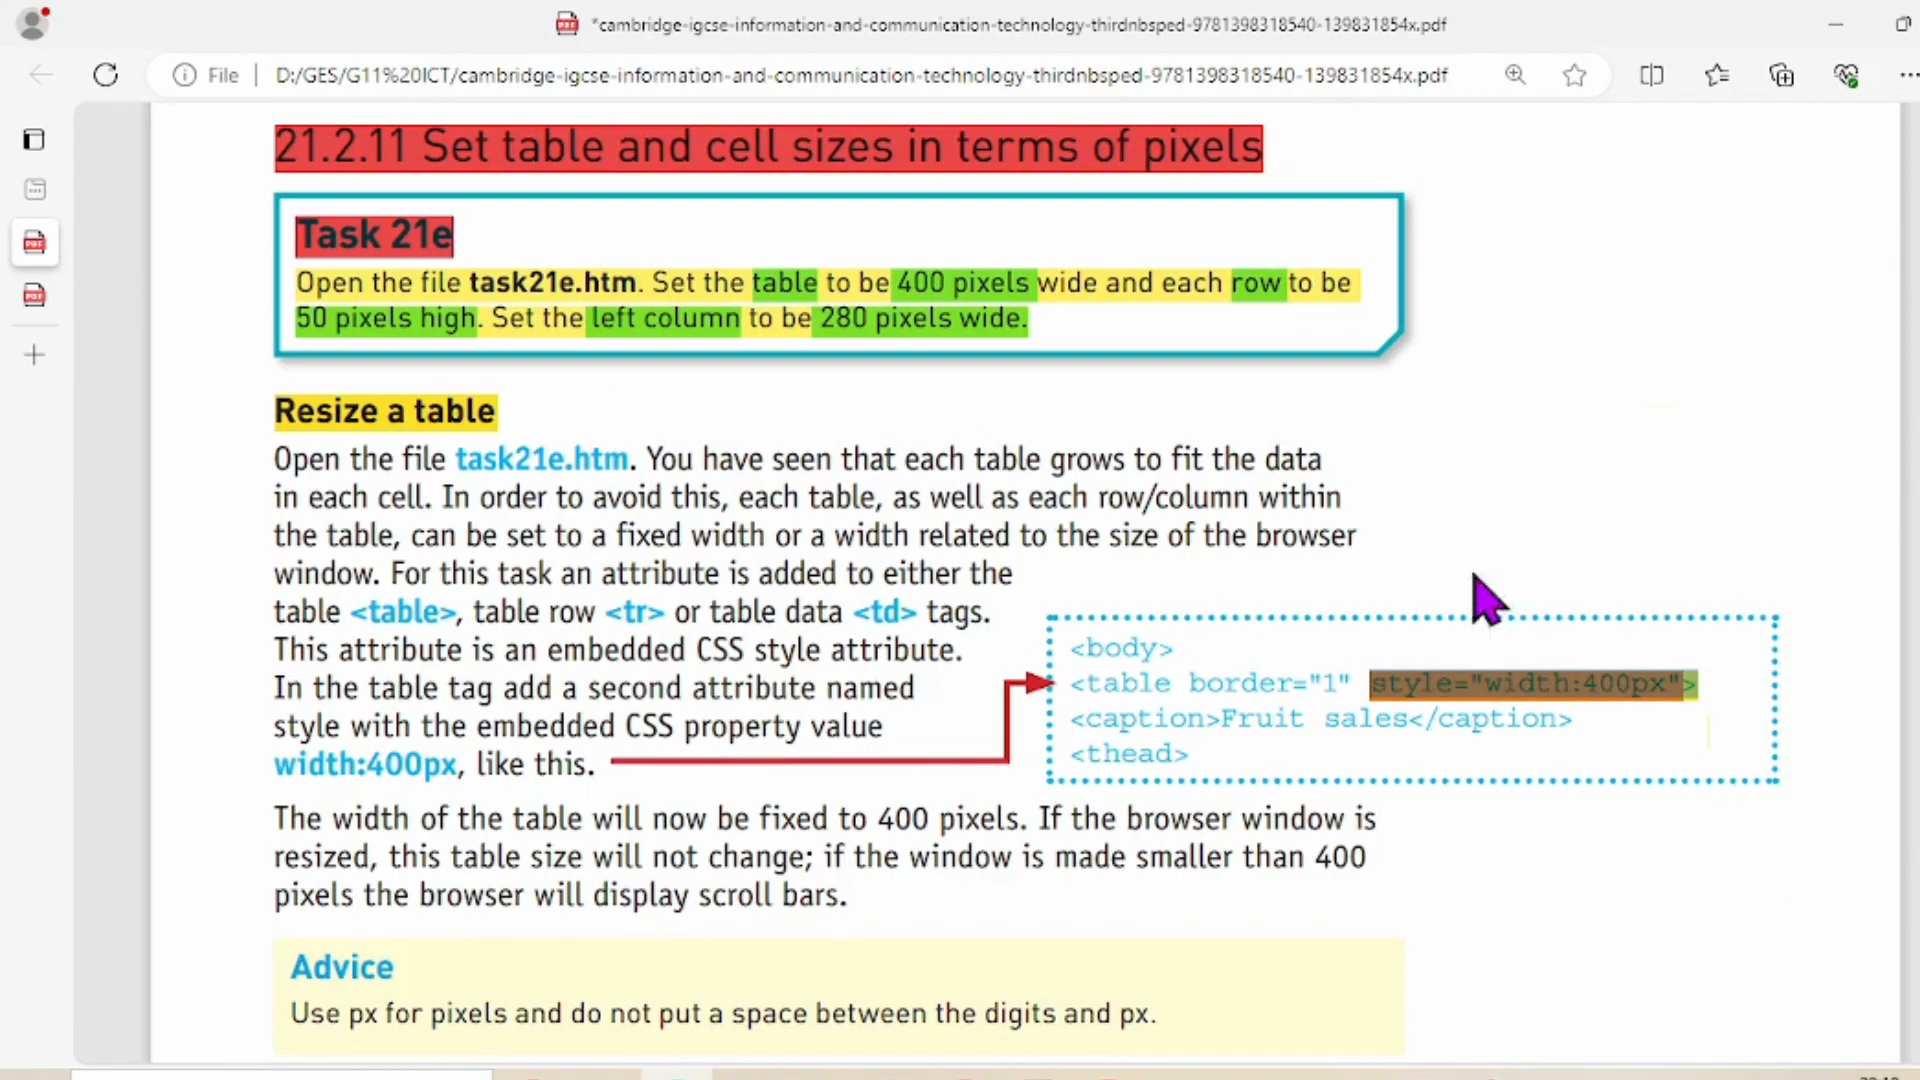 *cambridge-igcse-information-and-communication-technology-thirdnbsped-9781398318540-139831854x.pdf
File | D:/GES/G11%20ICT/cambridge-igcse-information-and-communication-technology-thirdnbsped-9781398318540-139831854x.pdf
21.2.11 Set table and cell sizes in terms of pixels
Task 21e
Open the file task21e.htm. Set the table to be 400 pixels wide and each row to be
50 pixels high. Set the left column to be 280 pixels wide.
Resize a table
Open the file task21e.htm. You have seen that each table grows to fit the data
in each cell. In order to avoid this, each table, as well as each row/column within
the table, can be set to a fixed width or a width related to the size of the browser
window. For this task an attribute is added to either the
table <table>, table row <tr> or table data <td> tags.
This attribute is an embedded CSS style attribute.
In the table tag add a second attribute named
style with the embedded CSS property value
width:400px, like this.
<body>
<table border="1" style="width:400px">
<caption>Fruit sales</caption>
<thead>
The width of the table will now be fixed to 400 pixels. If the browser window is
resized, this table size will not change; if the window is made smaller than 400
pixels the browser will display scroll bars.
Advice
Use px for pixels and do not put a space between the digits and px.